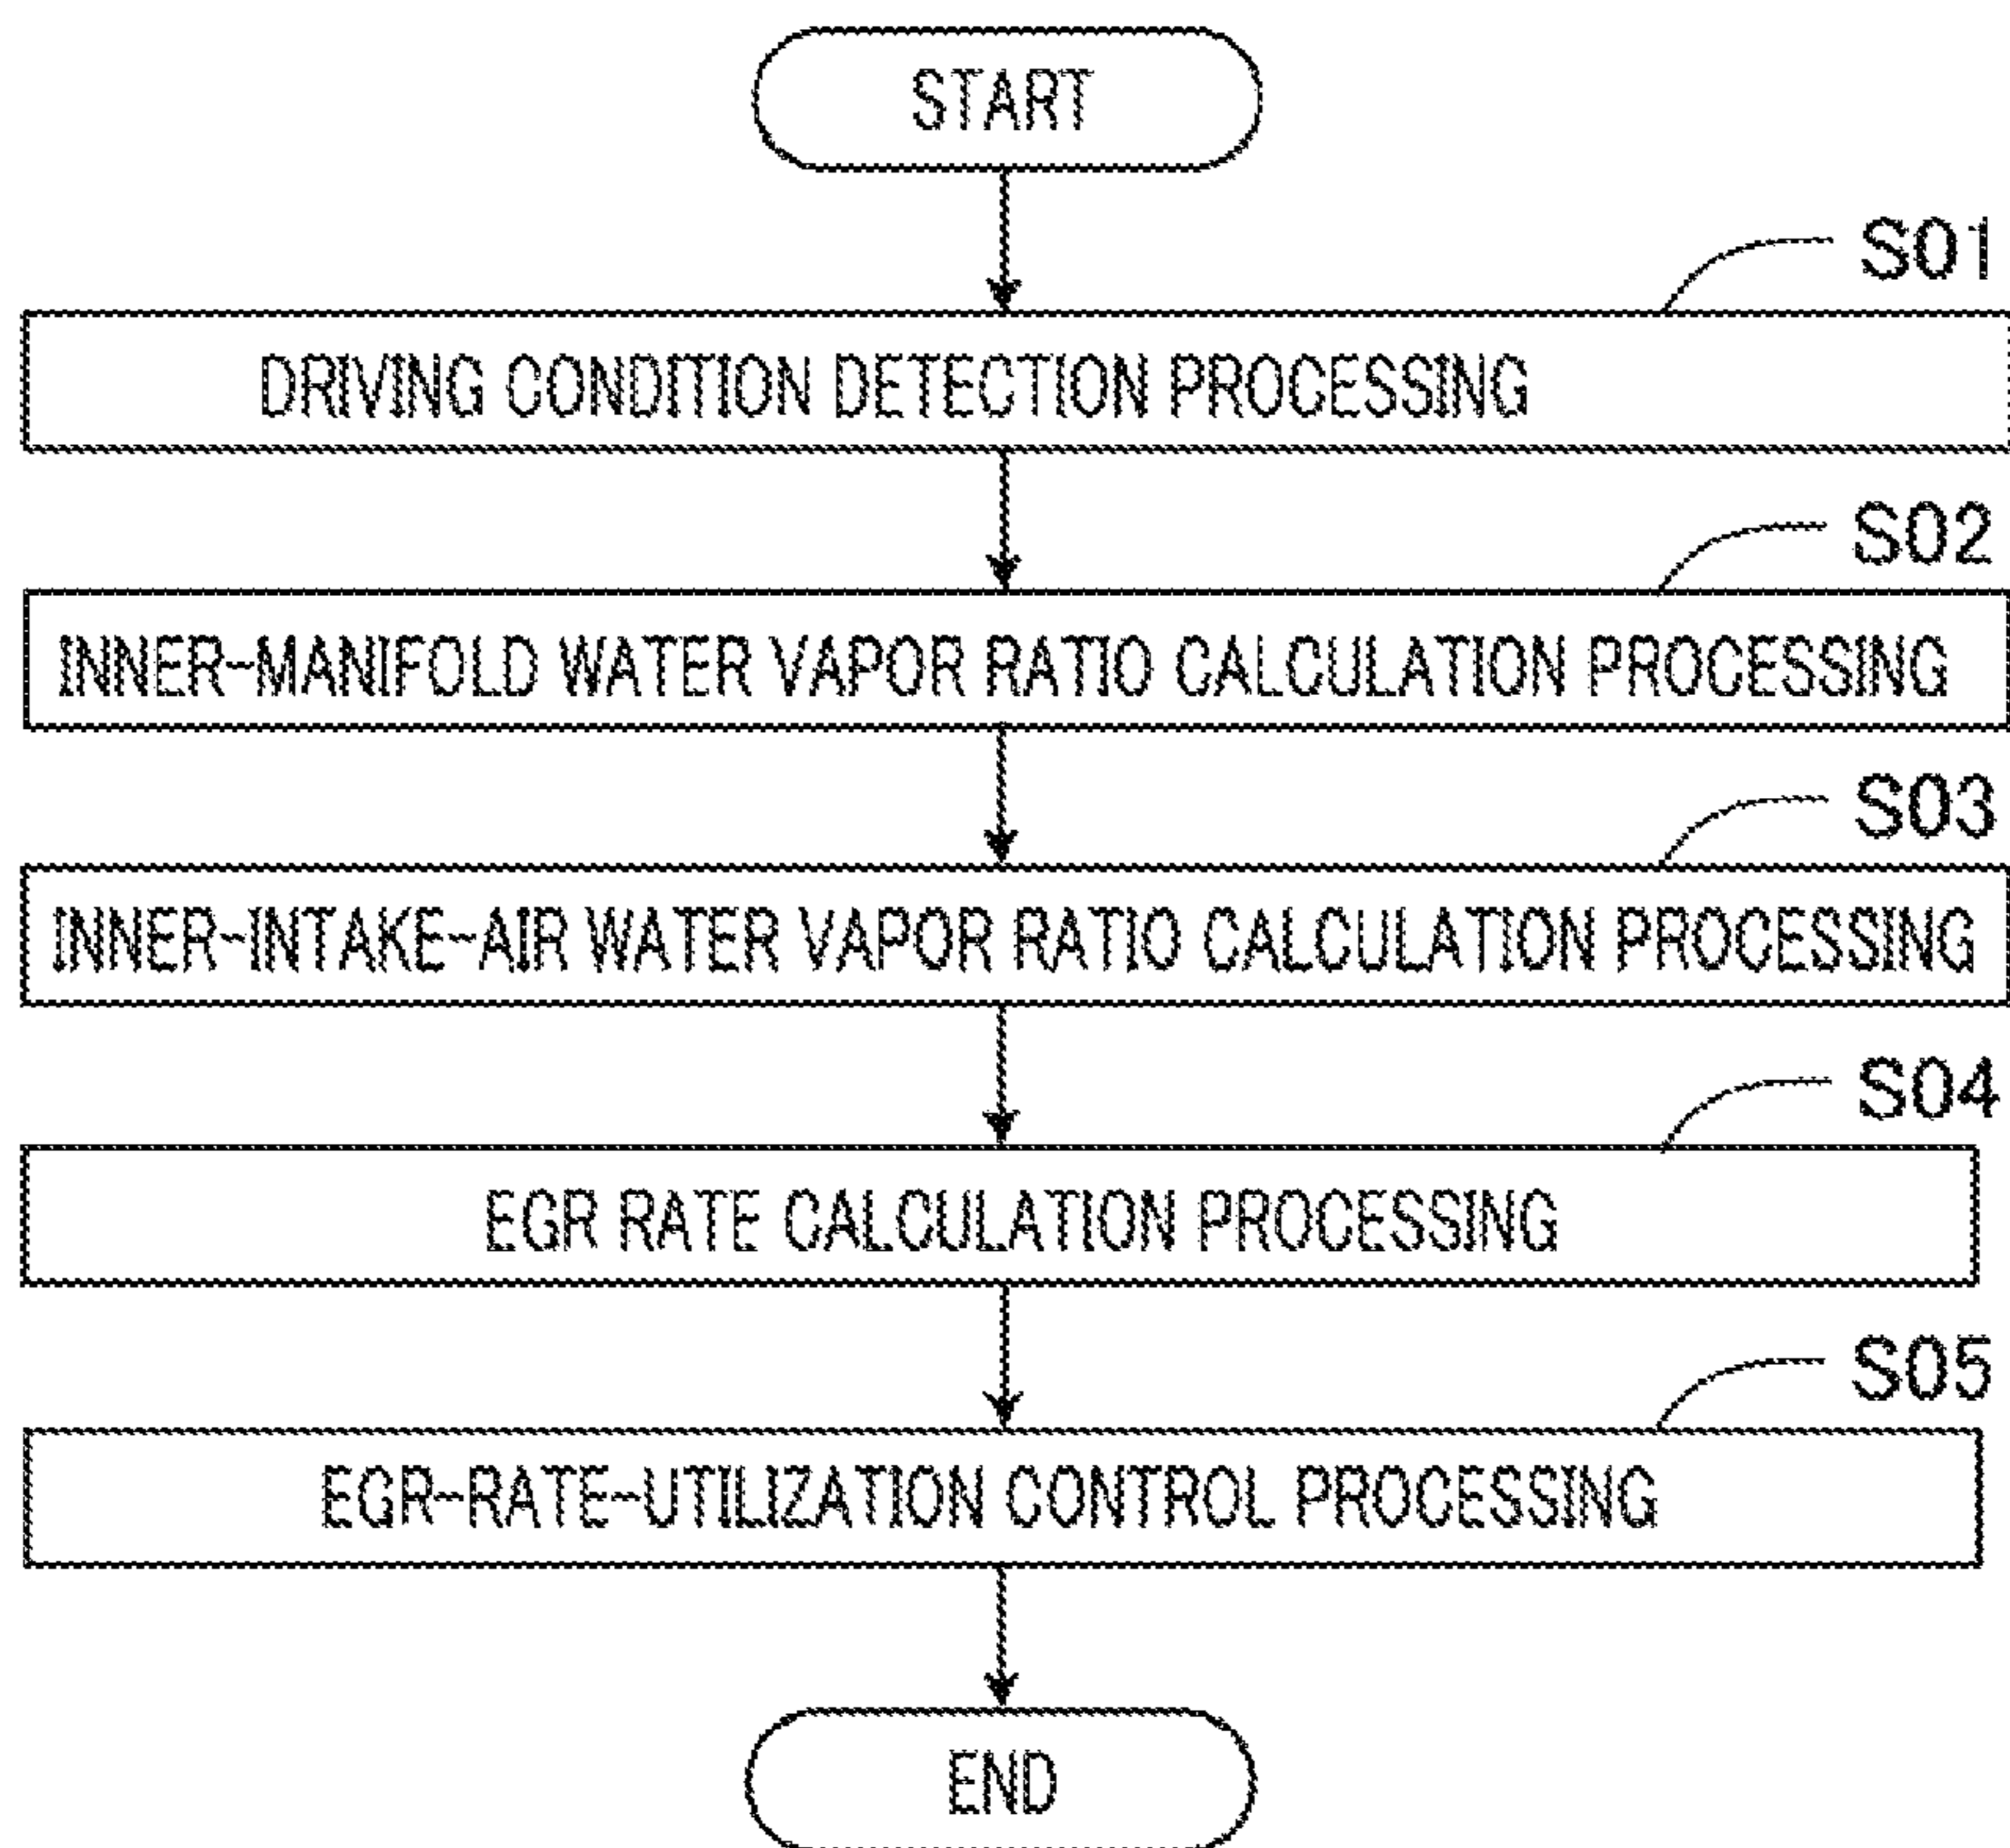 START
S01
DRIVING CONDITION DETECTION PROCESSING
S02
INNER-MANIFOLD WATER VAPOR RATIO CALCULATION PROCESSING
S03
INNER-INTAKE-AIR WATER VAPOR RATIO CALCULATION PROCESSING
S04
EGR RATE CALCULATION PROCESSING
S05
EGR-RATE-UTILIZATION CONTROL PROCESSING
END